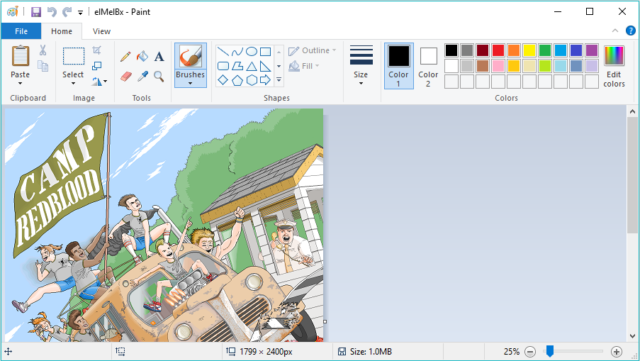 elMelBx - Paint
File
Home
View
Paste
Select
Brushes
Outline
Fill
Size
Color
1
Color
2
Edit
colors
Clipboard
Image
Tools
Shapes
Colors
CAMP
REDBLOOD
1799 × 2400px
Size: 1.0MB
25%